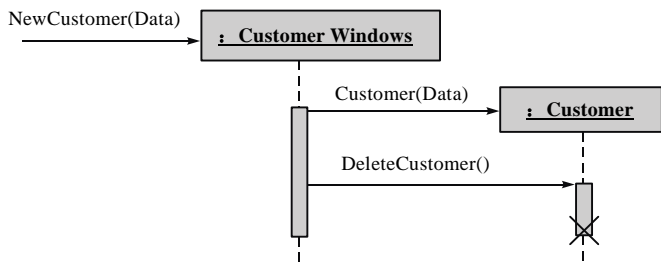 NewCustomer(Data)
：Customer Windows
Customer(Data)
：Customer
DeleteCustomer()